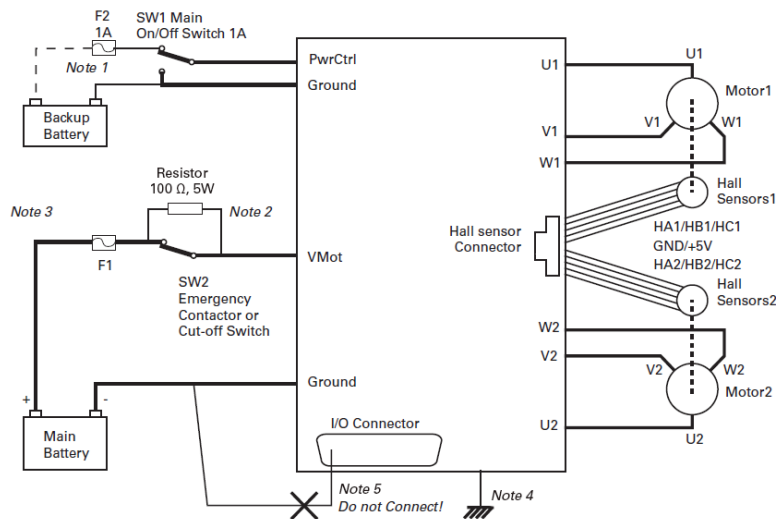 F2
1A
SW1 Main
On/Off Switch 1A
Note 1
Backup
Battery
PwrCtrl
Ground
Resistor
100 Ω, 5W
Note 3
Note 2
F1
VMot
SW2
Emergency
Contactor or
Cut-off Switch
Ground
+
-
Main
Battery
I/O Connector
Note 5
Do not Connect!
Note 4
Hall sensor
Connector
U1
V1
W1
U1
Motor1
V1
W1
Hall
Sensors1
HA1/HB1/HC1
GND/+5V
HA2/HB2/HC2
Hall
Sensors2
W2
V2
U2
V2
W2
Motor2
U2